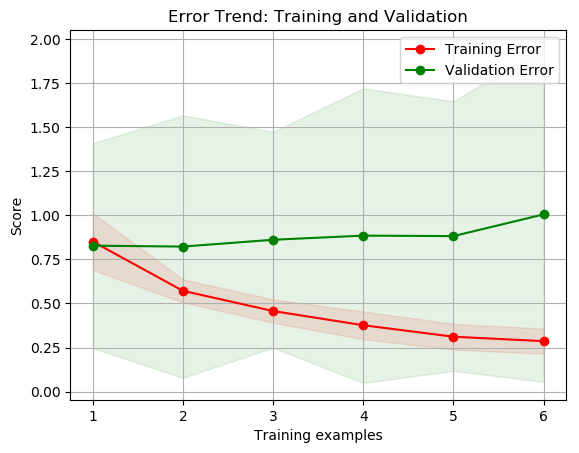 Error Trend: Training and Validation
Training Error
Validation Error
2.00
1.75
1.50
1.25
1.00
0.75
0.50
0.25
0.00
Score
1 2 3 4 5 6
Training examples